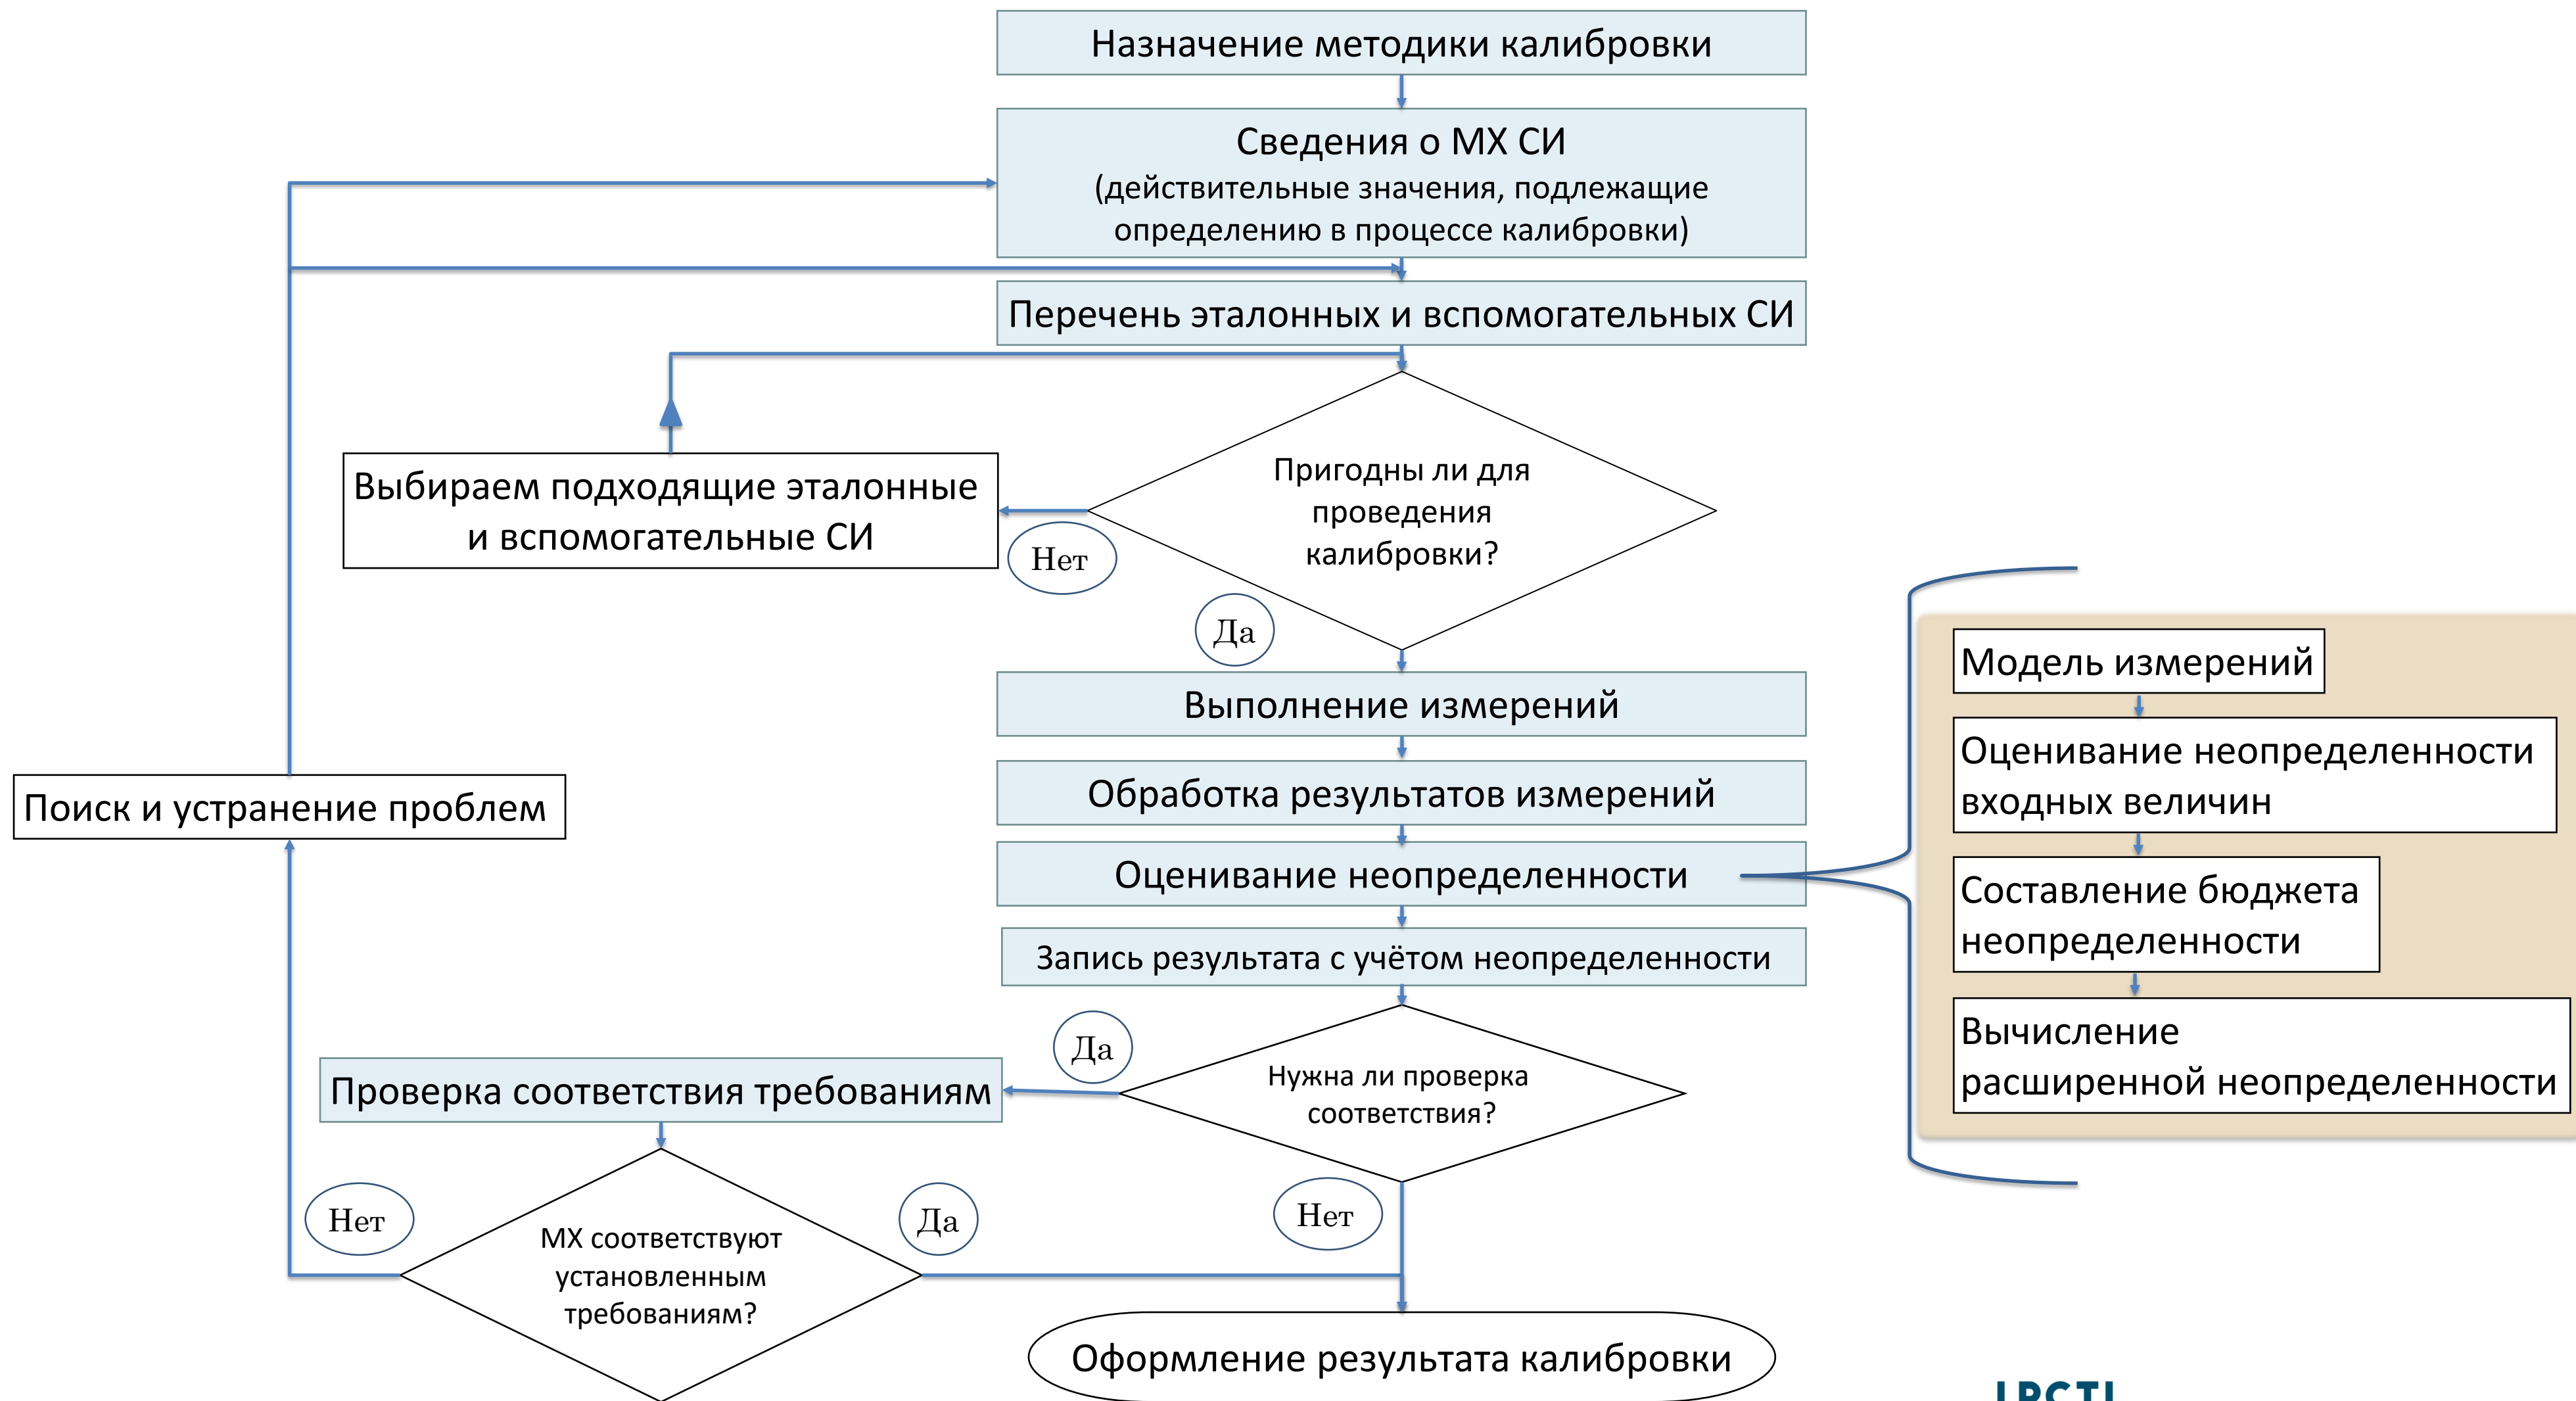 Назначение методики калибровки
Сведения о МХ СИ
(действительные значения, подлежащие
определению в процессе калибровки)
Перечень эталонных и вспомогательных СИ
Пригодны ли для
проведения
калибровки?
Выбираем подходящие эталонные
и вспомогательные СИ
Нет
Да
Выполнение измерений
Обработка результатов измерений
Поиск и устранение проблем
Оценивание неопределенности
Модель измерений
Оценивание неопределенности
входных величин
Составление бюджета
неопределенности
Вычисление
расширенной неопределенности
Запись результата с учётом неопределенности
Да
Нужна ли проверка
соответствия?
Проверка соответствия требованиям
Нет
Да
Нет
МХ соответствуют
установленным
требованиям?
Оформление результата калибровки